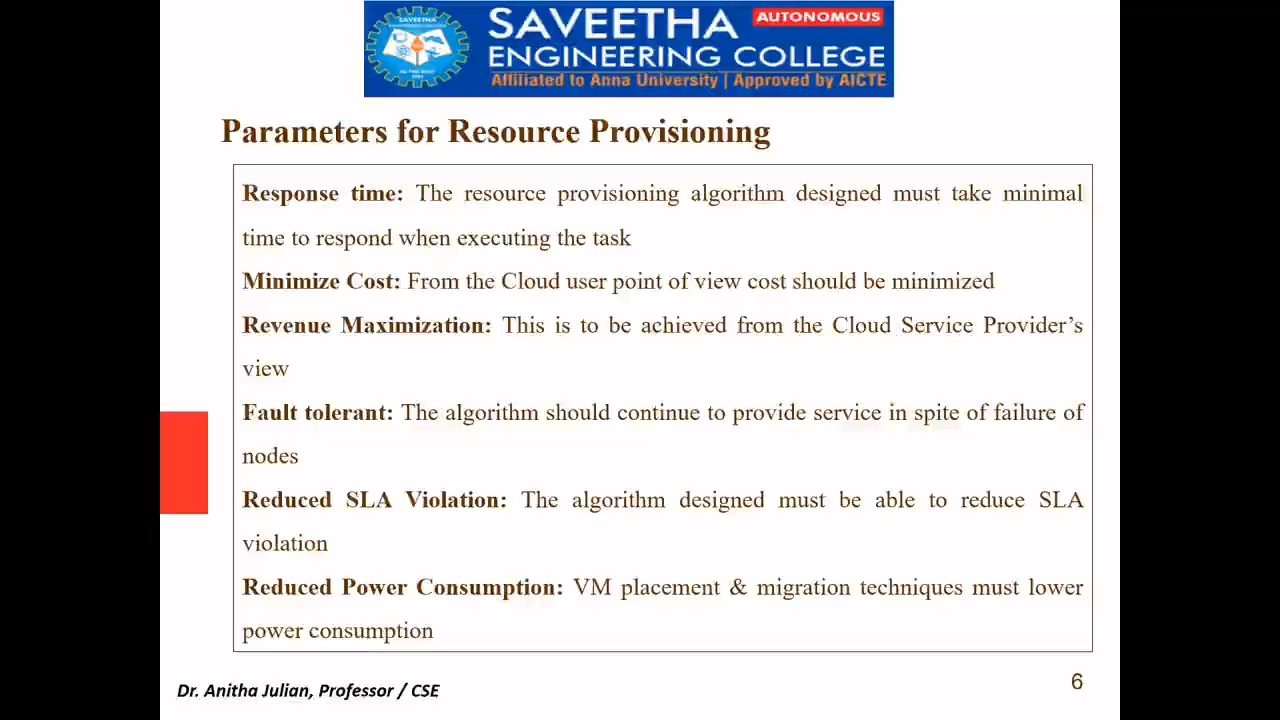 SAVEETHA
SAVEETHA AUTONOMOUS
ENGINEERING COLLEGE
Affiliated to Anna University | Approved by AICTE
Parameters for Resource Provisioning
Response time: The resource provisioning algorithm designed must take minimal
time to respond when executing the task
Minimize Cost: From the Cloud user point of view cost should be minimized
Revenue Maximization: This is to be achieved from the Cloud Service Provider’s
view
Fault tolerant: The algorithm should continue to provide service in spite of failure of
nodes
Reduced SLA Violation: The algorithm designed must be able to reduce SLA
violation
Reduced Power Consumption: VM placement & migration techniques must lower
power consumption
Dr. Anitha Julian, Professor / CSE
6